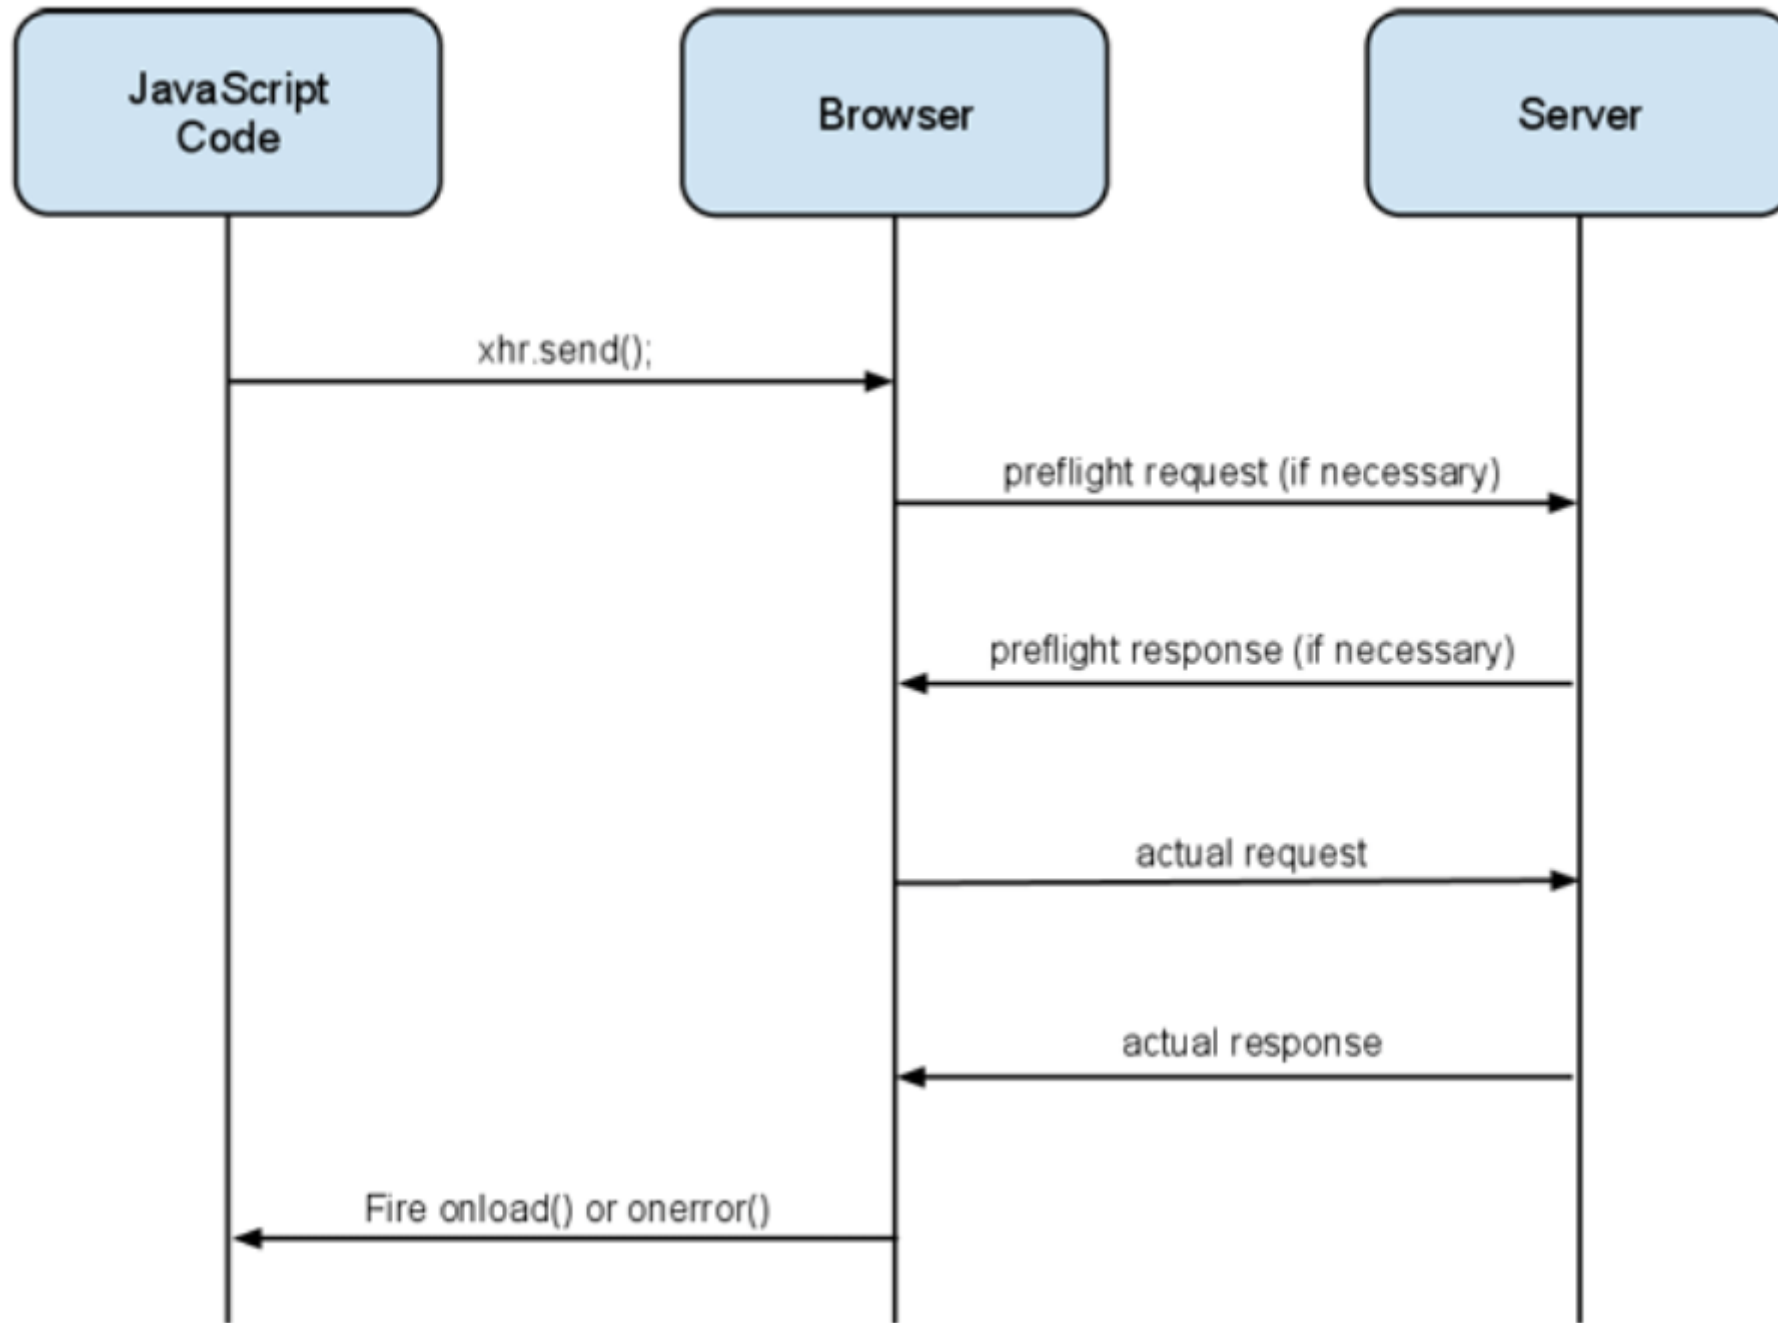 JavaScript
Code
Browser
Server
xhr.send();
preflight request (if necessary)
preflight response (if necessary)
actual request
actual response
Fire onload() or onerror()